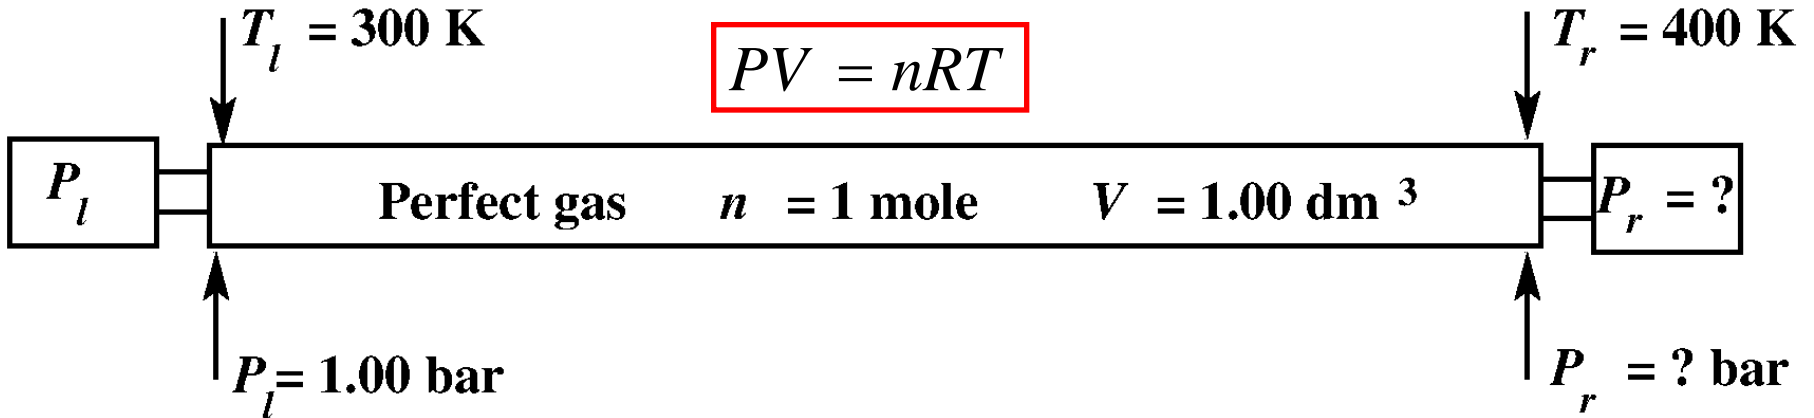 T_l = 300 K
PV = nRT
T_r = 400 K
P_l
Perfect gas n = 1 mole V = 1.00 dm ³
P_r = ?
P_l= 1.00 bar
P_r = ? bar